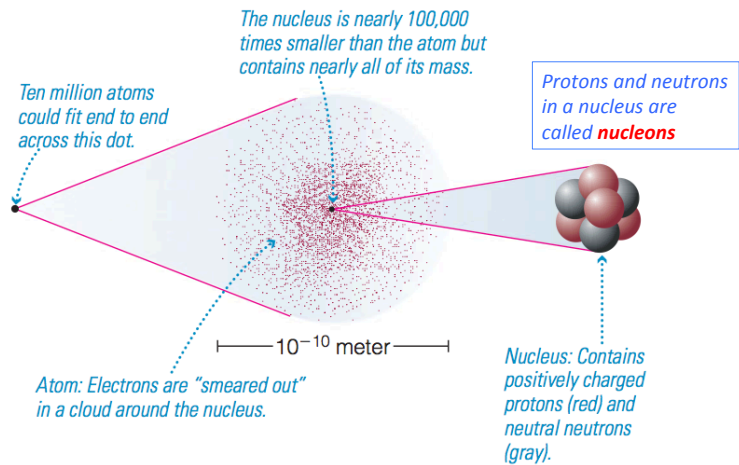 The nucleus is nearly 100,000
times smaller than the atom but
contains nearly all of its mass.
Ten million atoms
could fit end to end
across this dot.
Protons and neutrons
in a nucleus are
called nucleons
10⁻¹⁰ meter
Atom: Electrons are “smeared out”
in a cloud around the nucleus.
Nucleus: Contains
positively charged
protons (red) and
neutral neutrons
(gray).